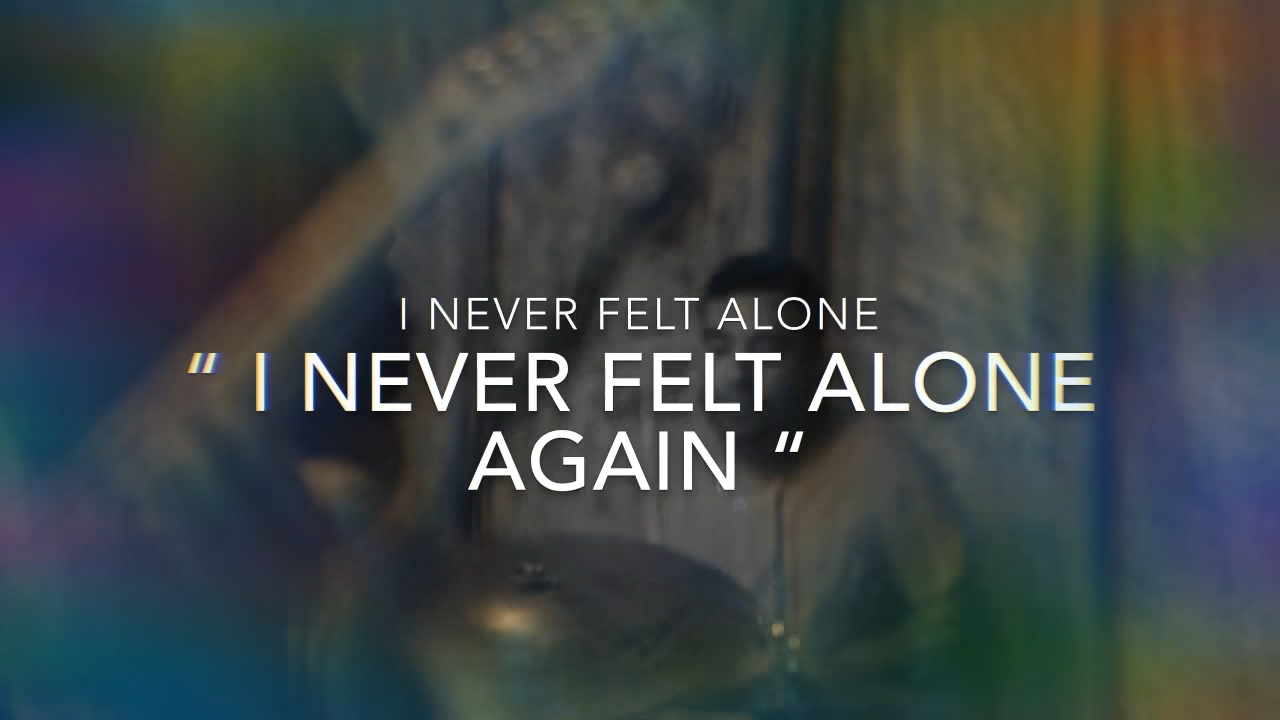 I NEVER FELT ALONE
“ I NEVER FELT ALONE
AGAIN “